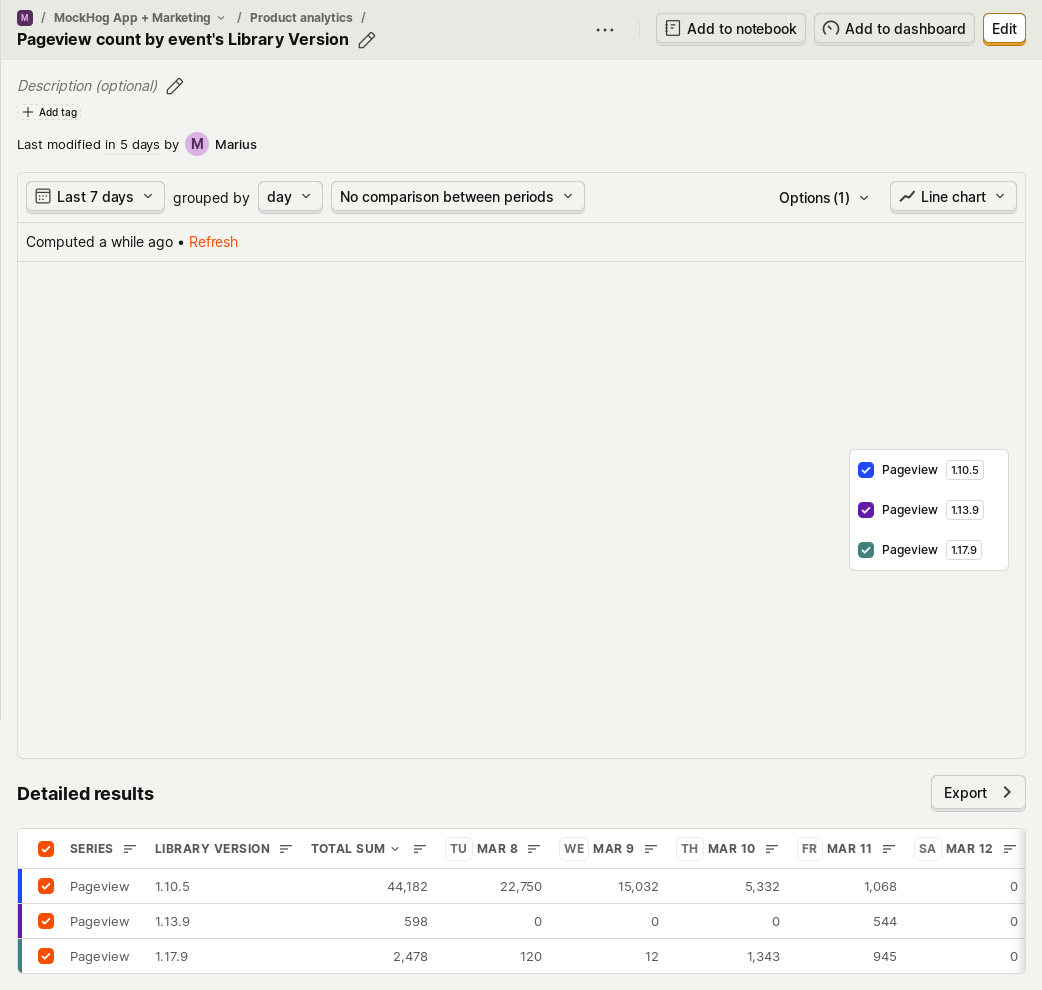 M / MockHog App + Marketing / Product analytics /
Pageview count by event's Library Version
Add to notebook
Add to dashboard
Edit
Description (optional)
Add tag
Last modified in 5 days by M Marius
Last 7 days grouped by day No comparison between periods Options (1) Line chart
Computed a while ago • Refresh
Pageview 1.10.5
Pageview 1.13.9
Pageview 1.17.9
Detailed results
Export
SERIES LIBRARY VERSION TOTAL SUM TU MAR 8 WE MAR 9 TH MAR 10 FR MAR 11 SA MAR 12
Pageview 1.10.5 44,182 22,750 15,032 5,332 1,068 0
Pageview 1.13.9 598 0 0 0 544 0
Pageview 1.17.9 2,478 120 12 1,343 945 0